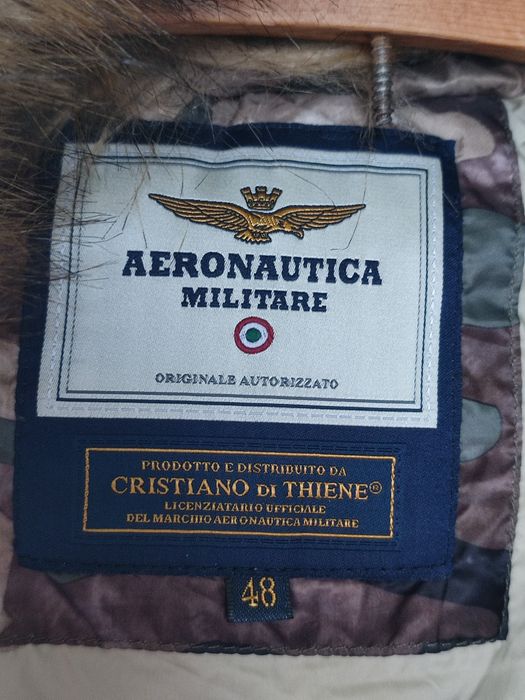 AERONAUTICA
MILITARE
ORIGINALE AUTORIZZATO
PRODOTTO E DISTRIBUITO DA
CRISTIANO DI THIENE®
LICENZIATARIO UFFICIALE
DEL MARCHIO AERONAUTICA MILITARE
48